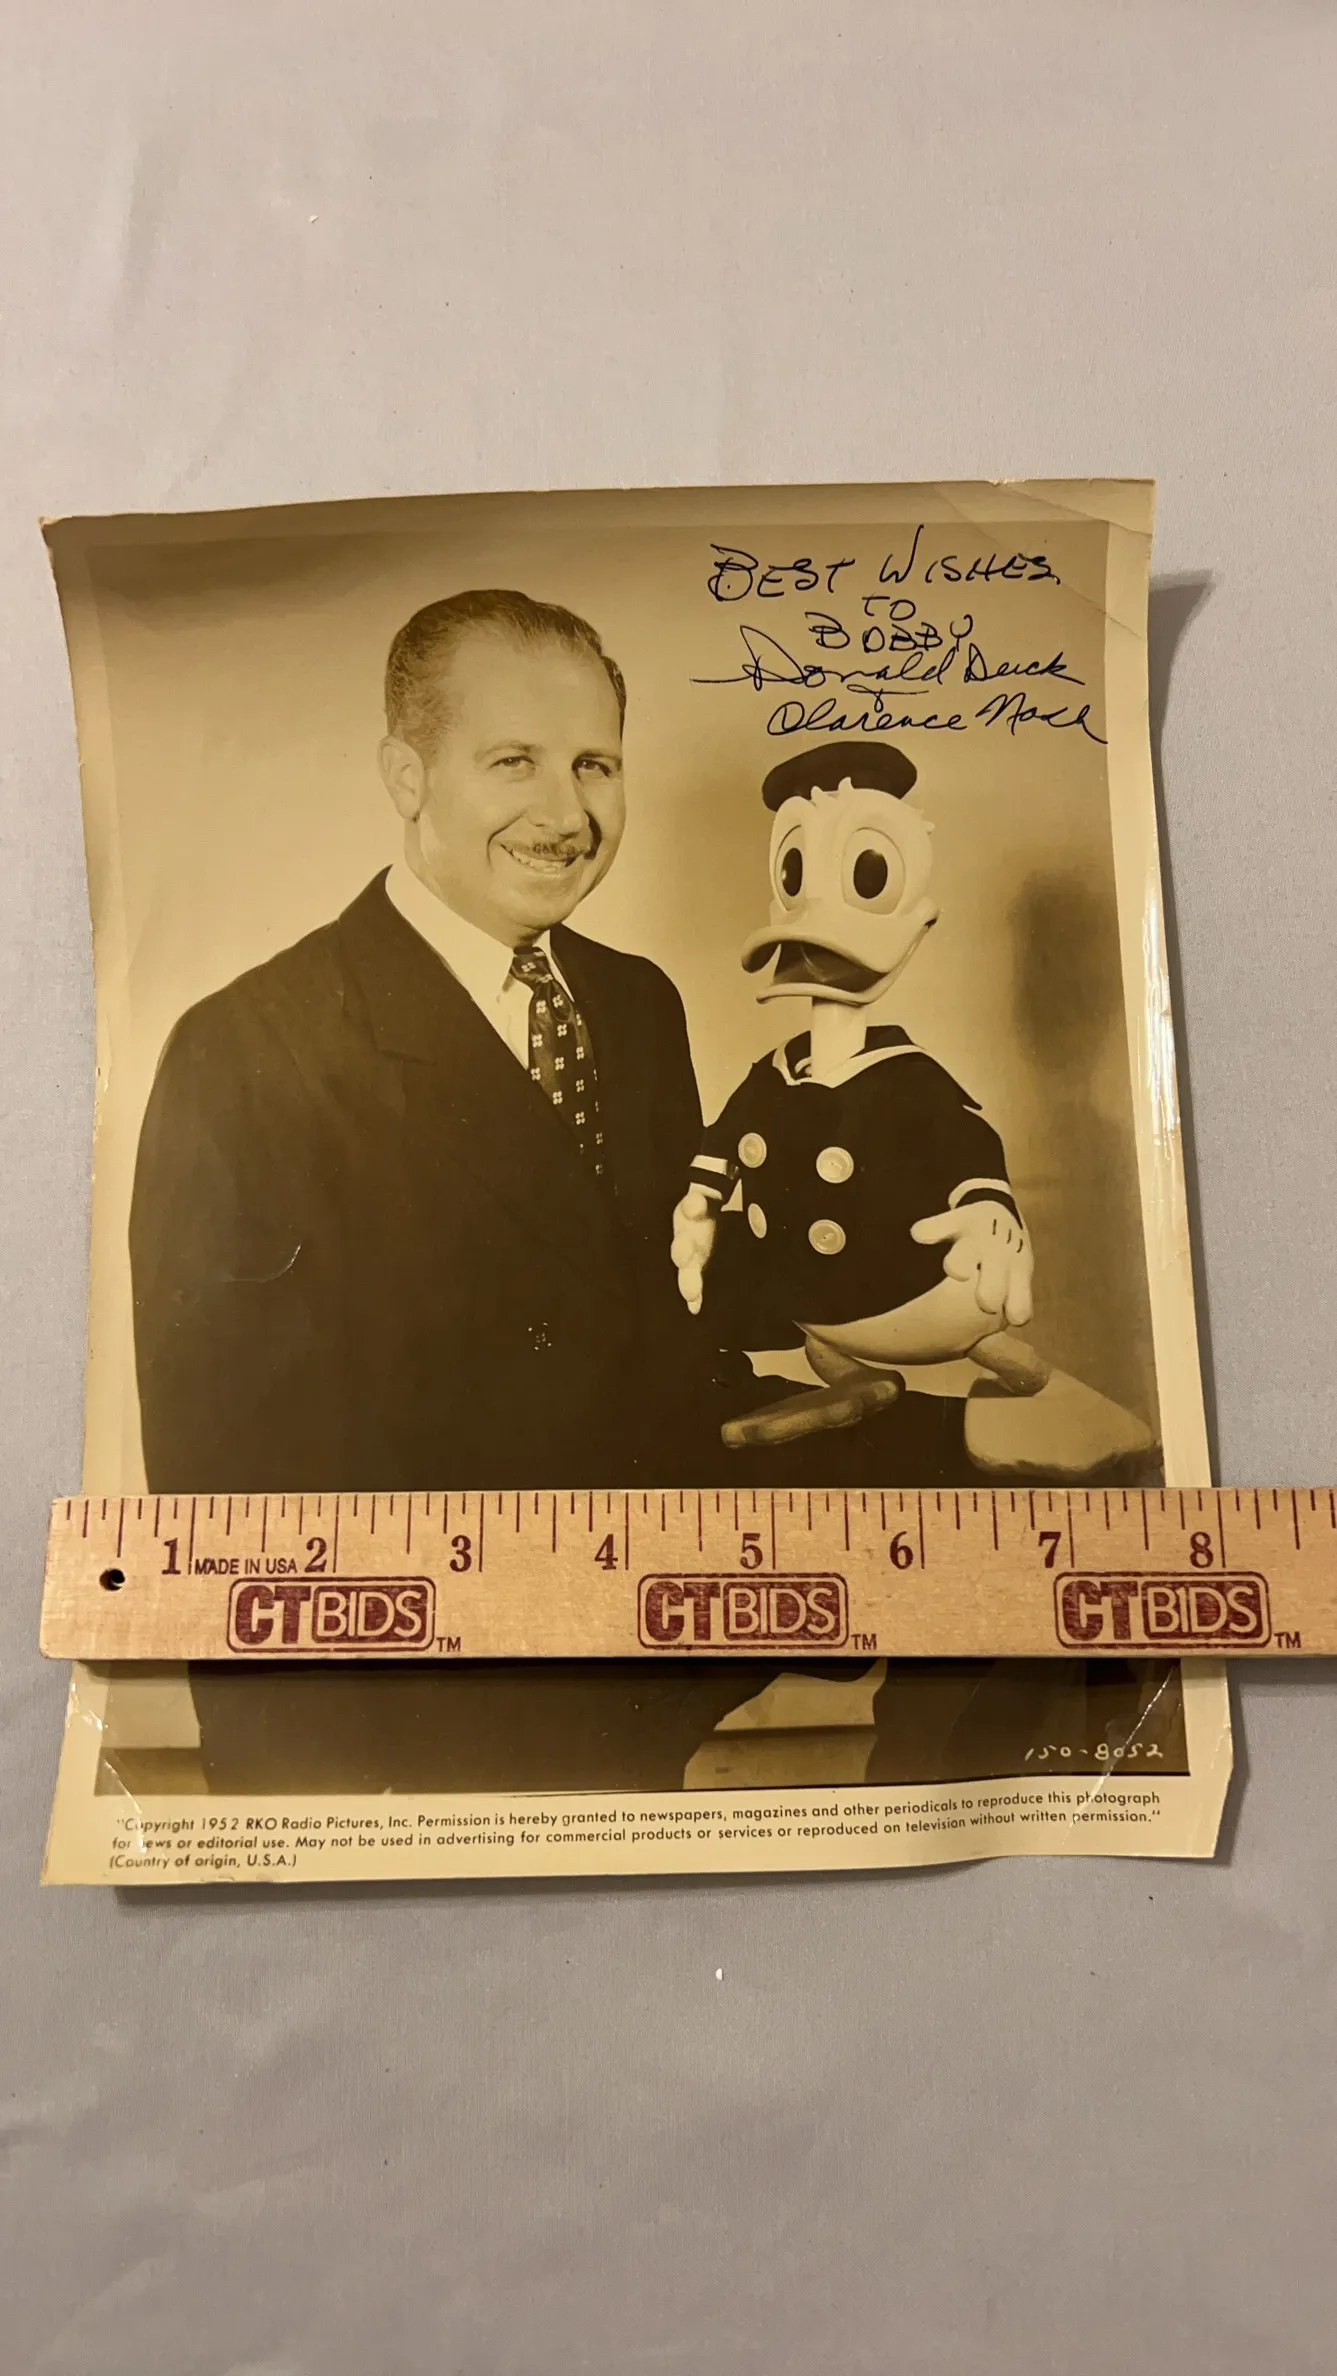 BEST WISHES
TO
BOBBY
Donald Duck
+
Clarence Nash
1 MADE IN USA 2 3 4 5 6 7 8
CTBIDS TM CTBIDS TM CTBIDS TM
150-8052
"Copyright 1952 RKO Radio Pictures, Inc. Permission is hereby granted to newspapers, magazines and other periodicals to reproduce this photograph
for news or editorial use. May not be used in advertising for commercial products or services or reproduced on television without written permission."
(Country of origin, U.S.A.)